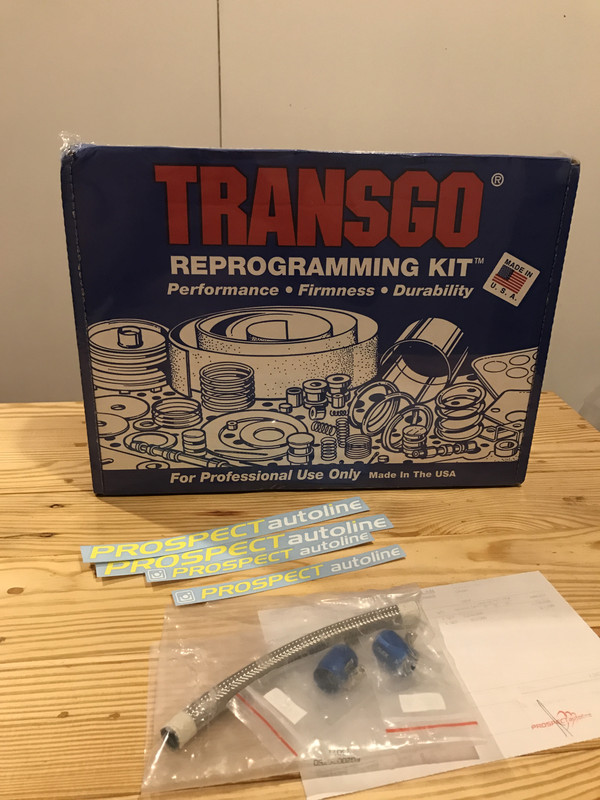 TRANSGO®
REPROGRAMMING KIT™
Performance • Firmness • Durability
MADE IN
U. S. A.
For Professional Use Only Made In The USA
PROSPECT autoline
PROSPECT autoline
PROSPECT autoline
PROSPECT autoline